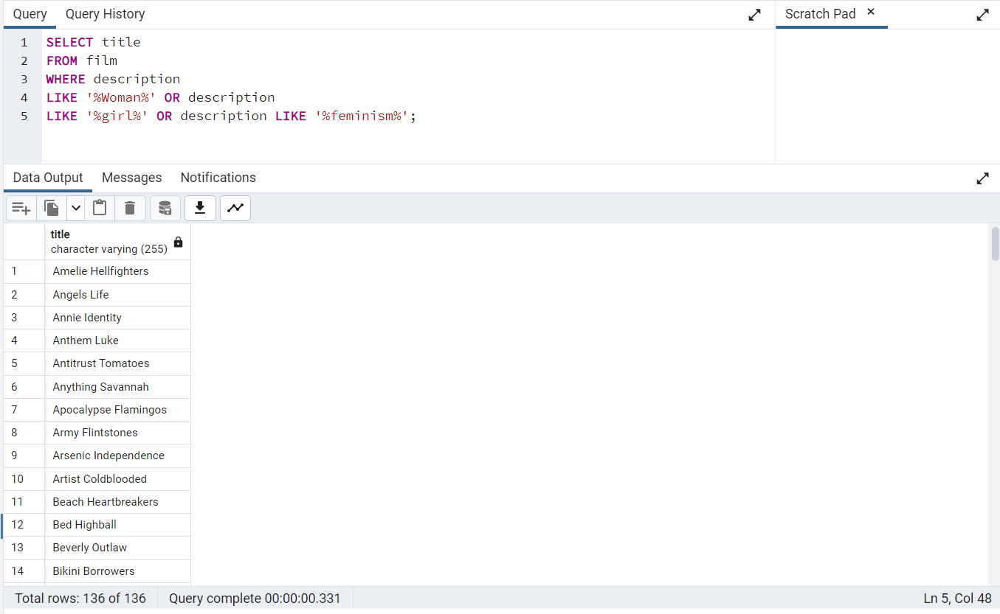 Query Query History Scratch Pad
1 SELECT title
2 FROM film
3 WHERE description
4 LIKE '%Woman%' OR description
5 LIKE '%girl%' OR description LIKE '%feminism%';
Data Output Messages Notifications
title
character varying (255)
1 Amelie Hellfighters
2 Angels Life
3 Annie Identity
4 Anthem Luke
5 Antitrust Tomatoes
6 Anything Savannah
7 Apocalypse Flamingos
8 Army Flintstones
9 Arsenic Independence
10 Artist Coldblooded
11 Beach Heartbreakers
12 Bed Highball
13 Beverly Outlaw
14 Bikini Borrowers
Total rows: 136 of 136 Query complete 00:00:00.331 Ln 5, Col 48